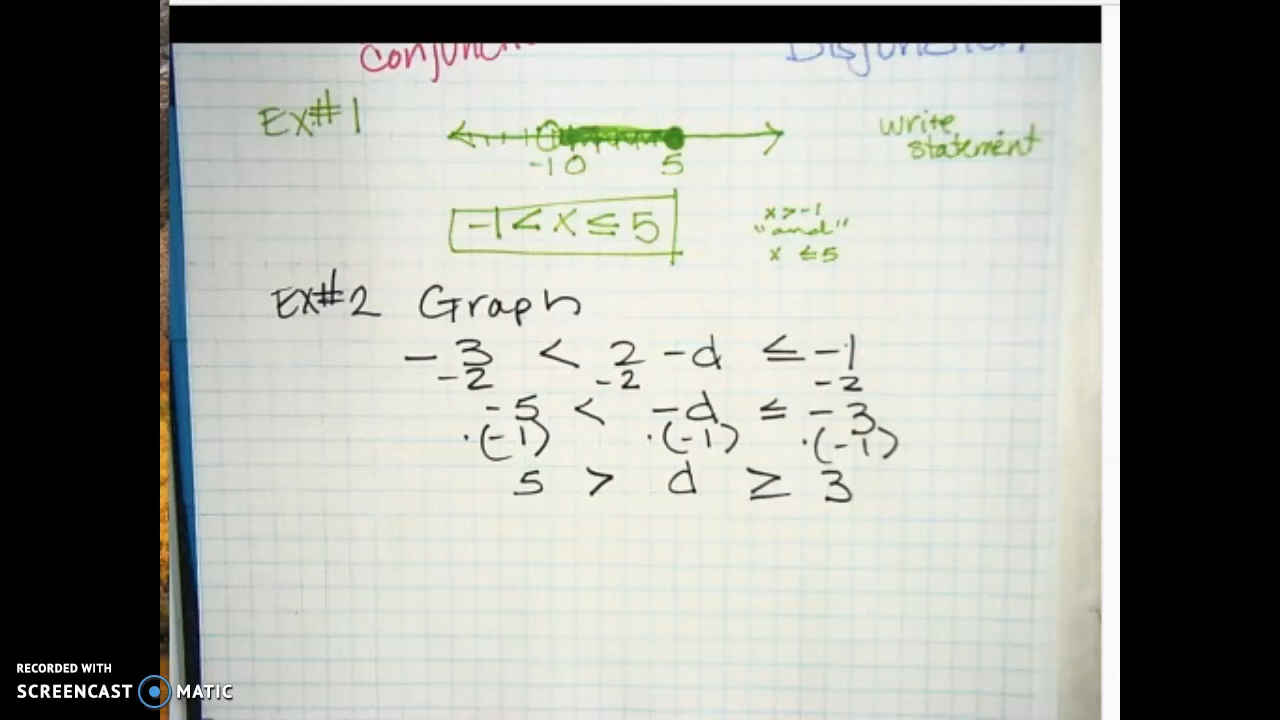 Ex#1
write
statement
-1 0 5
-1 < x ≤ 5
x > -1
"and"
x ≤ 5
Ex#2 Graph
-3 < 2 - d ≤ -1
-2 -2 -2
-5 < -d ≤ -3
·(-1) ·(-1) ·(-1)
5 > d ≥ 3
RECORDED WITH
SCREENCAST MATIC